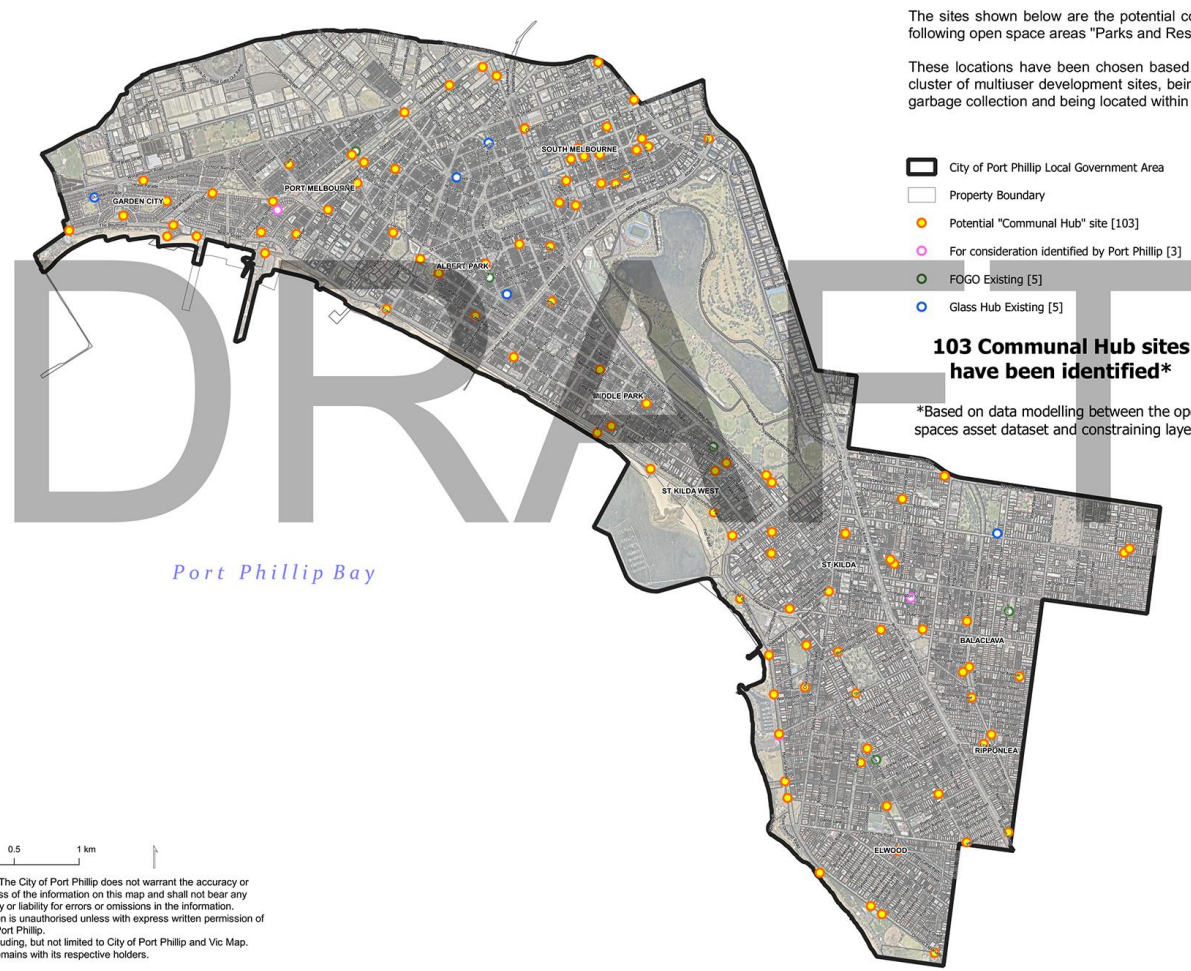 The sites shown below are the potential co
following open space areas "Parks and Res
These locations have been chosen based
cluster of multiuser development sites, bein
garbage collection and being located within
City of Port Phillip Local Government Area
Property Boundary
Potential "Communal Hub" site [103]
For consideration identified by Port Phillip [3]
FOGO Existing [5]
Glass Hub Existing [5]
103 Communal Hub sites
have been identified*
*Based on data modelling between the ope
spaces asset dataset and constraining laye
SOUTH MELBOURNE
PORT MELBOURNE
GARDEN CITY
ALBERT PARK
MIDDLE PARK
ST KILDA WEST
ST KILDA
BALACLAVA
RIPPONLEA
ELWOOD
DRAFT
Port Phillip Bay
0.5 1 km
The City of Port Phillip does not warrant the accuracy or
ss of the information on this map and shall not bear any
y or liability for errors or omissions in the information.
n is unauthorised unless with express written permission of
Port Phillip.
uding, but not limited to City of Port Phillip and Vic Map.
emains with its respective holders.